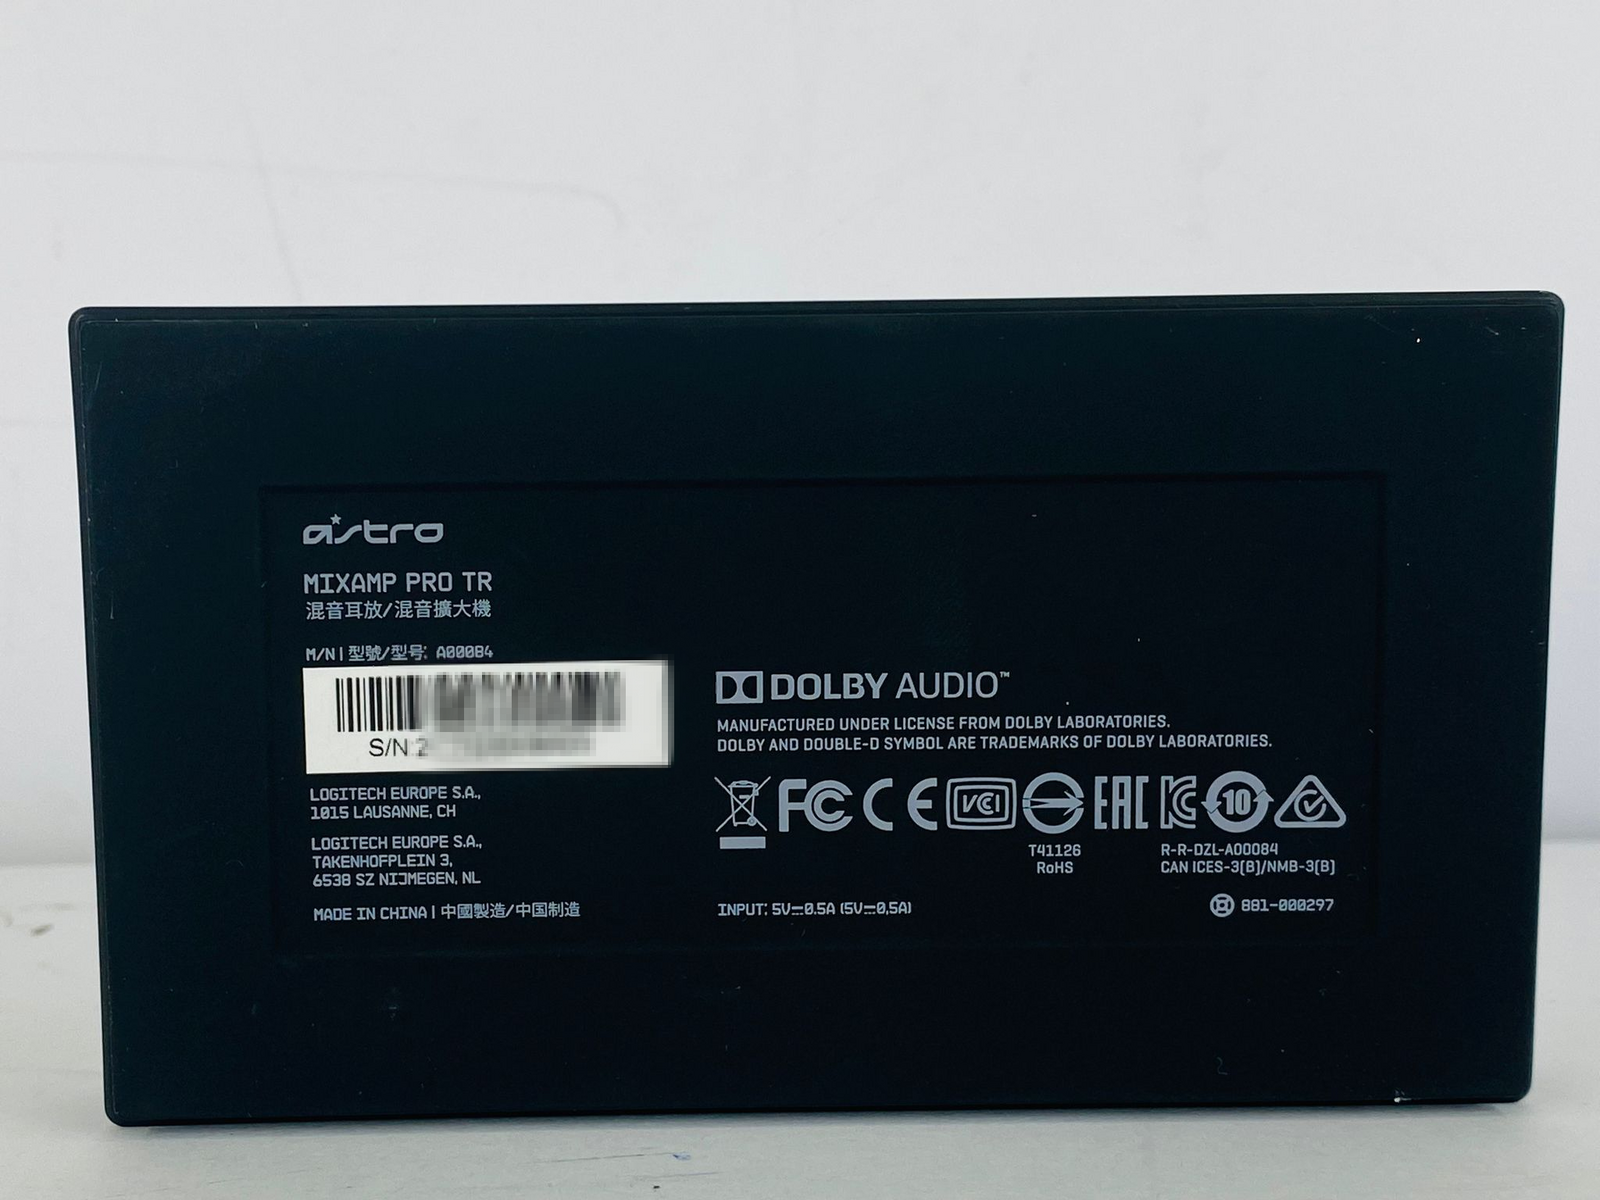 astro
MIXAMP PRO TR
混音耳放/混音擴大機
M/N | 型號/型号: A00084
S/N 2
LOGITECH EUROPE S.A.,
1015 LAUSANNE, CH
LOGITECH EUROPE S.A.,
TAKENHOFPLEIN 3,
6538 SZ NIJMEGEN, NL
MADE IN CHINA | 中國製造/中国制造
DOLBY AUDIO™
MANUFACTURED UNDER LICENSE FROM DOLBY LABORATORIES.
DOLBY AND DOUBLE-D SYMBOL ARE TRADEMARKS OF DOLBY LABORATORIES.
FC CE VCCI EAC KC 10
T41126
RoHS
R-R-DZL-A00084
CAN ICES-3(B)/NMB-3(B)
INPUT: 5V⎓0.5A (5V⎓0,5A)
881-000297